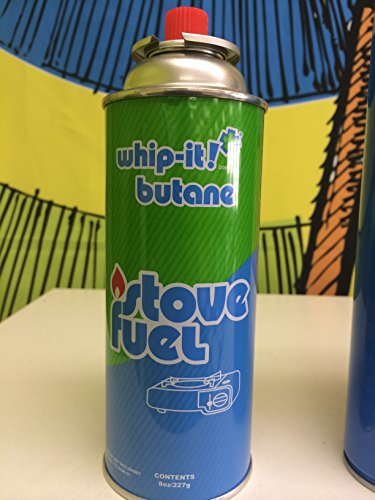 whip-it!
butane
stove
fuel
CONTENTS
8oz/227g